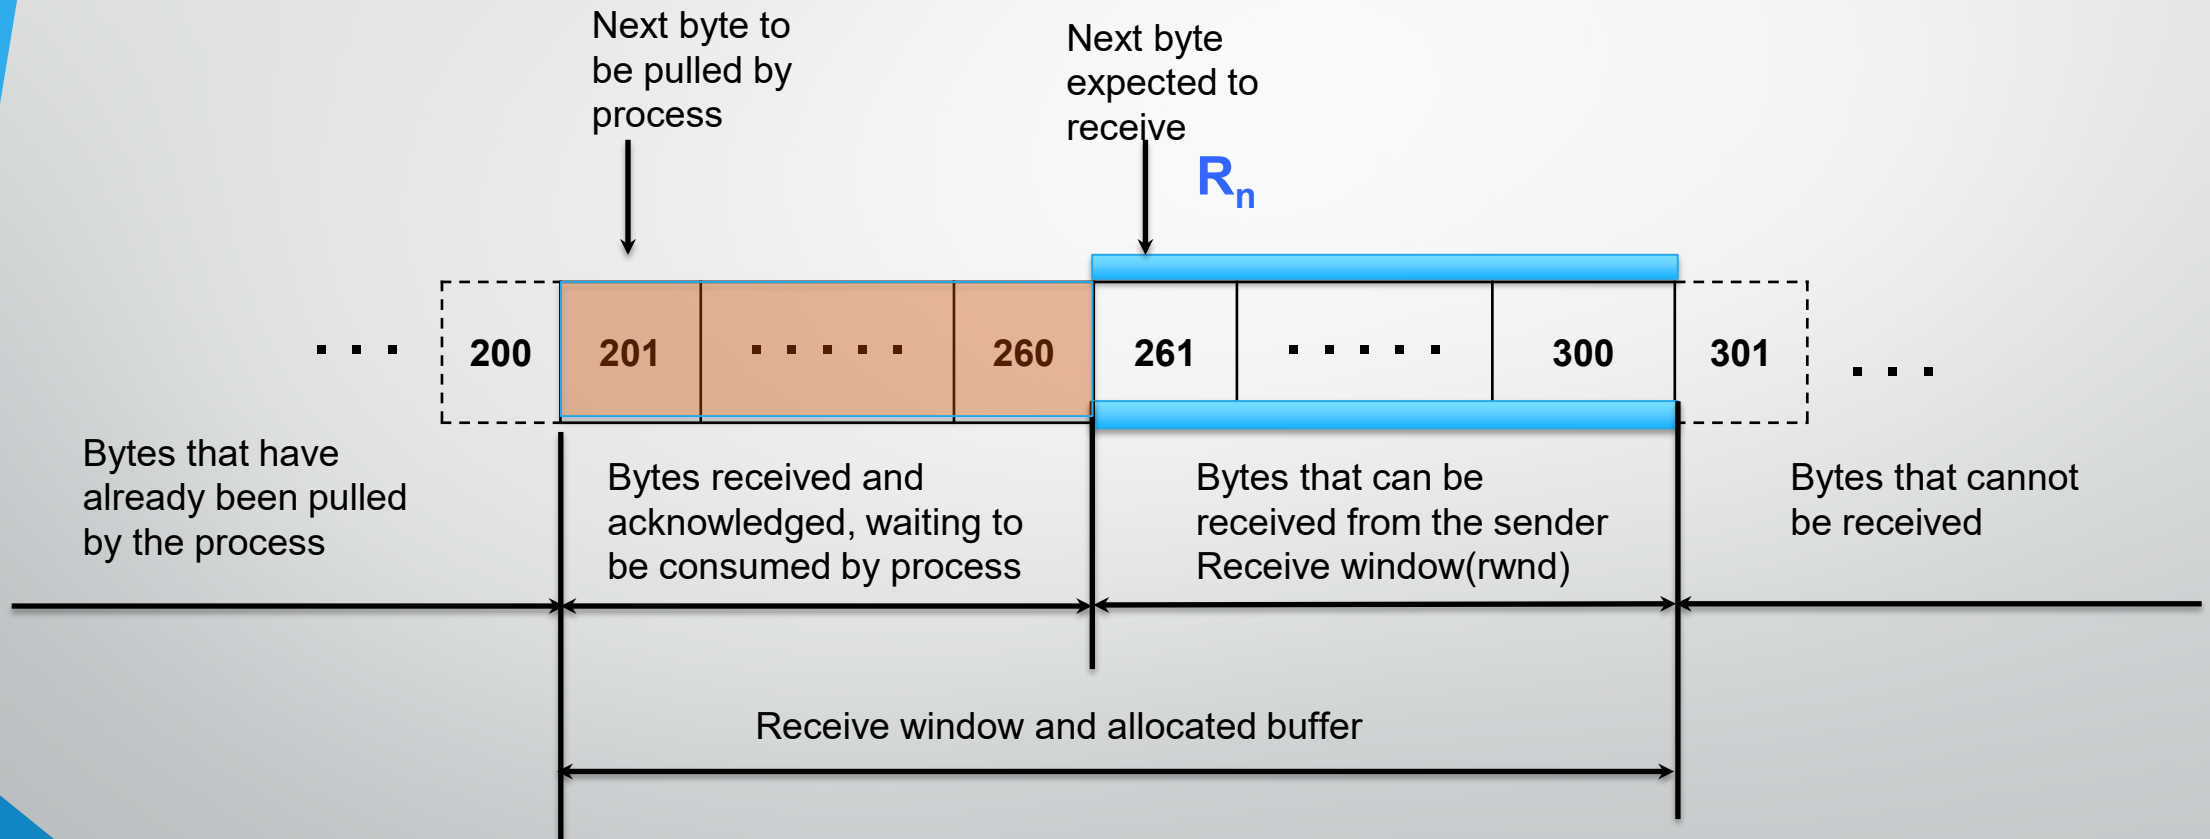 Next byte to
be pulled by
process
Next byte
expected to
receive
Rn
200
201
260
261
300
301
Bytes that have
already been pulled
by the process
Bytes received and
acknowledged, waiting to
be consumed by process
Bytes that can be
received from the sender
Receive window(rwnd)
Bytes that cannot
be received
Receive window and allocated buffer